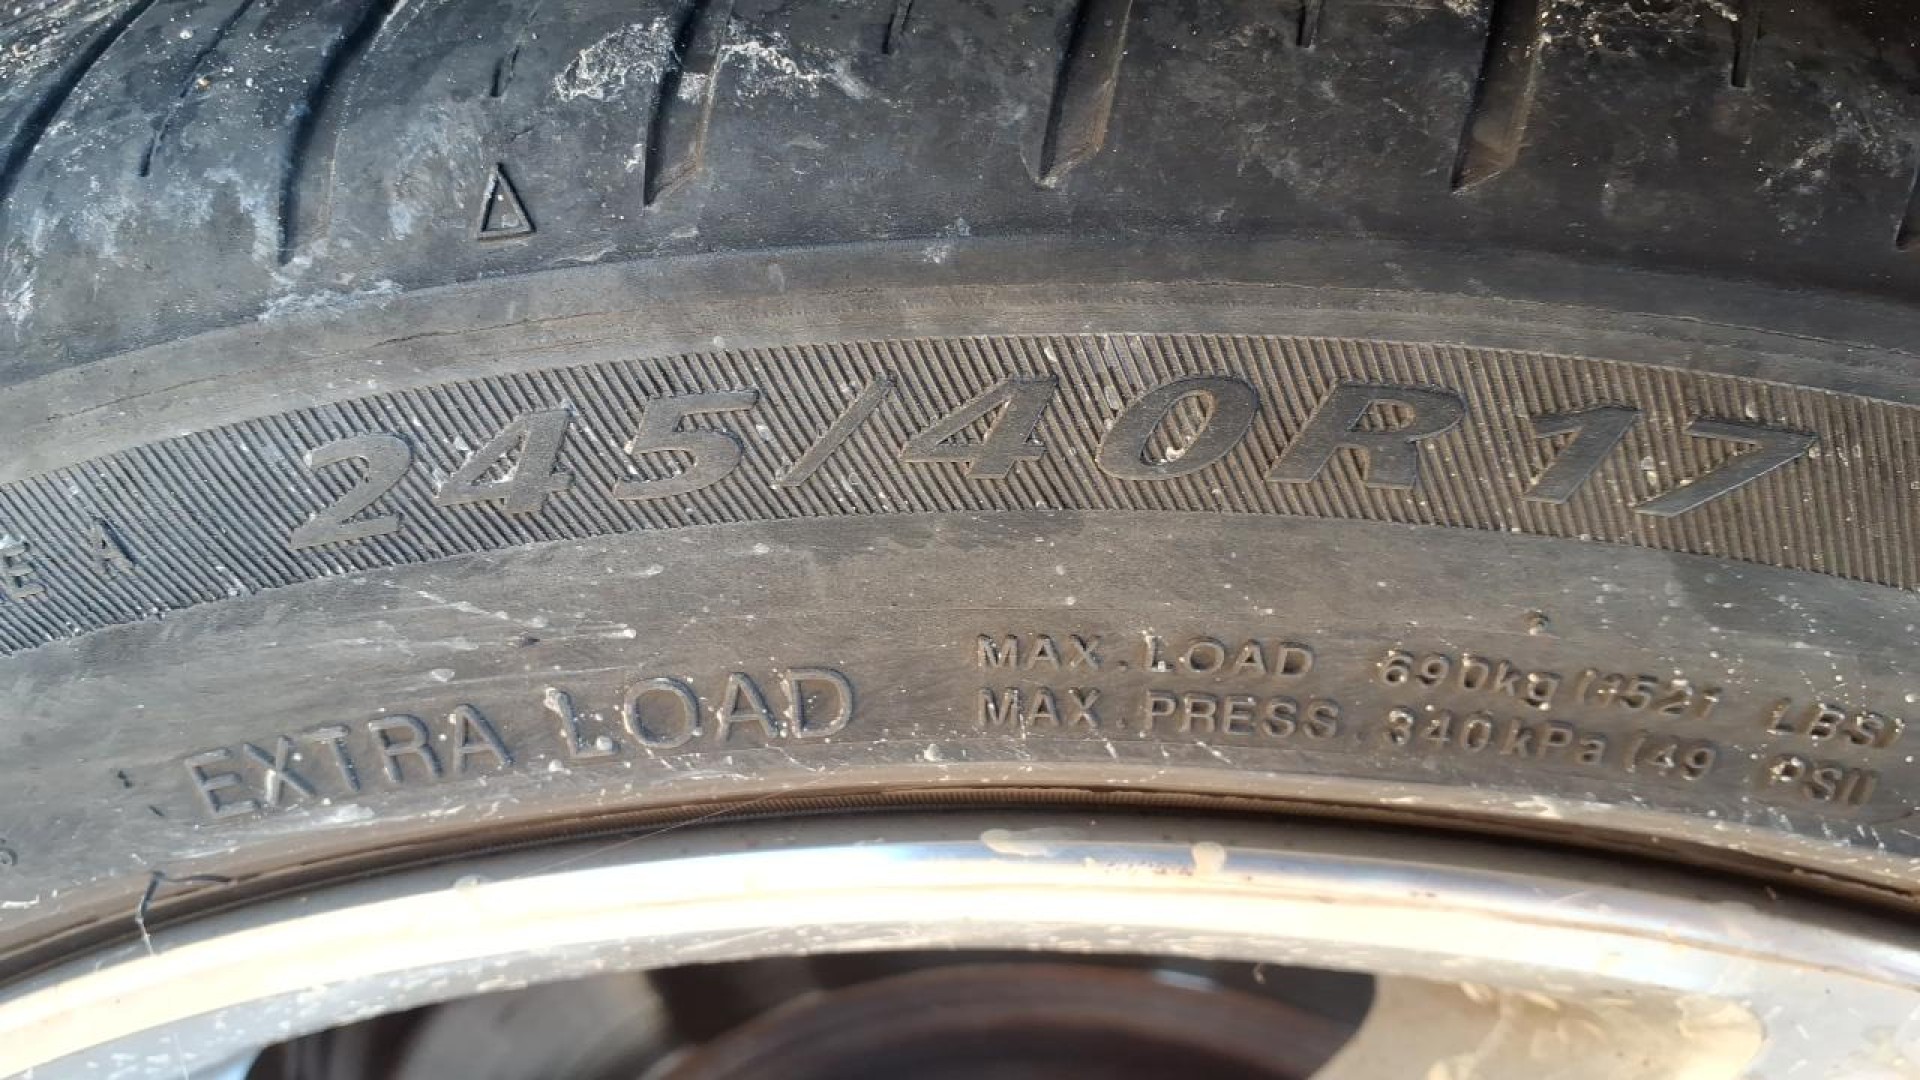 245/40R17
EXTRA LOAD
MAX. LOAD 690kg (1521 LBS)
MAX. PRESS. 340kPa (49 PSI)